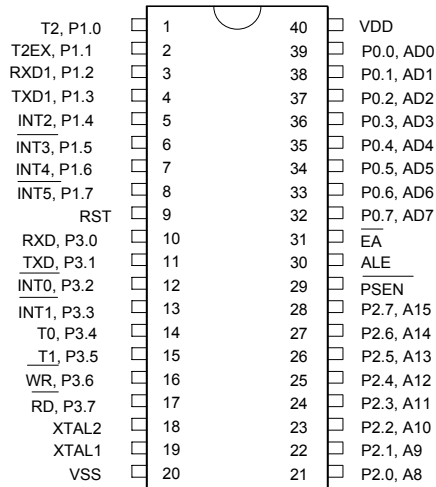 T2, P1.0 1 40 VDD
T2EX, P1.1 2 39 P0.0, AD0
RXD1, P1.2 3 38 P0.1, AD1
TXD1, P1.3 4 37 P0.2, AD2
INT2, P1.4 5 36 P0.3, AD3
INT3, P1.5 6 35 P0.4, AD4
INT4, P1.6 7 34 P0.5, AD5
INT5, P1.7 8 33 P0.6, AD6
RST 9 32 P0.7, AD7
RXD, P3.0 10 31 EA
TXD, P3.1 11 30 ALE
INT0, P3.2 12 29 PSEN
INT1, P3.3 13 28 P2.7, A15
T0, P3.4 14 27 P2.6, A14
T1, P3.5 15 26 P2.5, A13
WR, P3.6 16 25 P2.4, A12
RD, P3.7 17 24 P2.3, A11
XTAL2 18 23 P2.2, A10
XTAL1 19 22 P2.1, A9
VSS 20 21 P2.0, A8